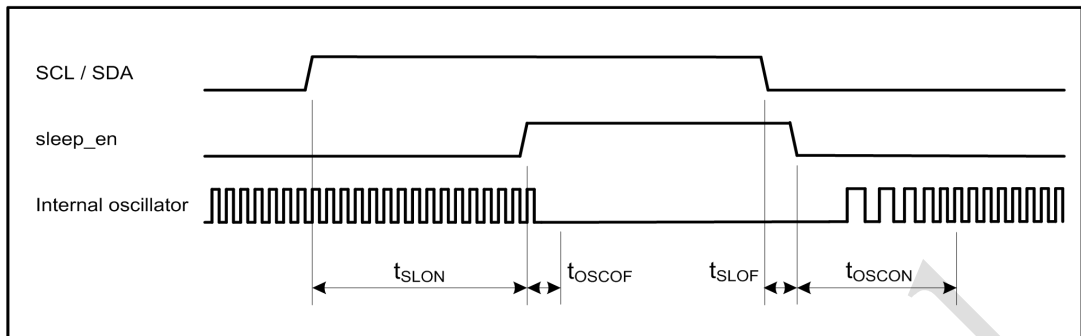 SCL / SDA
sleep_en
Internal oscillator
tSLON
tOSCOF
tSLOF
tOSCON